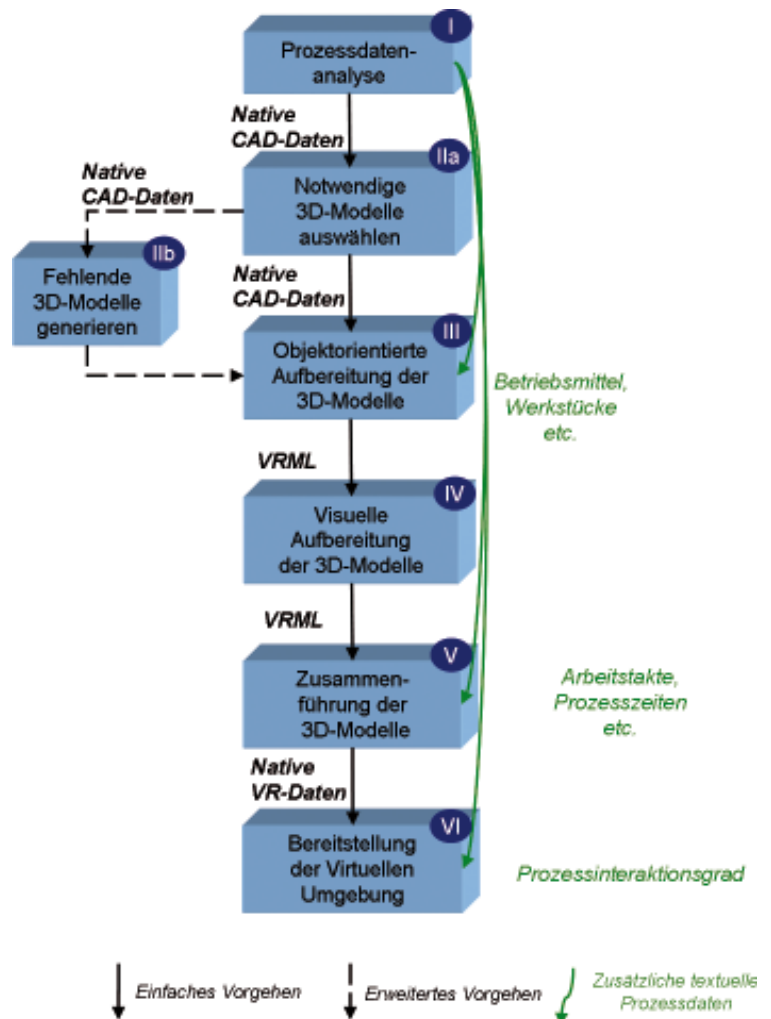 I
Prozessdaten-
analyse
Native
CAD-Daten
IIa
Notwendige
3D-Modelle
auswählen
Native
CAD-Daten
IIb
Fehlende
3D-Modelle
generieren
Native
CAD-Daten
III
Objektorientierte
Aufbereitung der
3D-Modelle
Betriebsmittel,
Werkstücke
etc.
VRML
IV
Visuelle
Aufbereitung
der 3D-Modelle
VRML
V
Zusammen-
führung der
3D-Modelle
Arbeitstakte,
Prozesszeiten
etc.
Native
VR-Daten
VI
Bereitstellung
der Virtuellen
Umgebung
Prozessinteraktionsgrad
Einfaches Vorgehen
Erweitertes Vorgehen
Zusätzliche textuelle
Prozessdaten